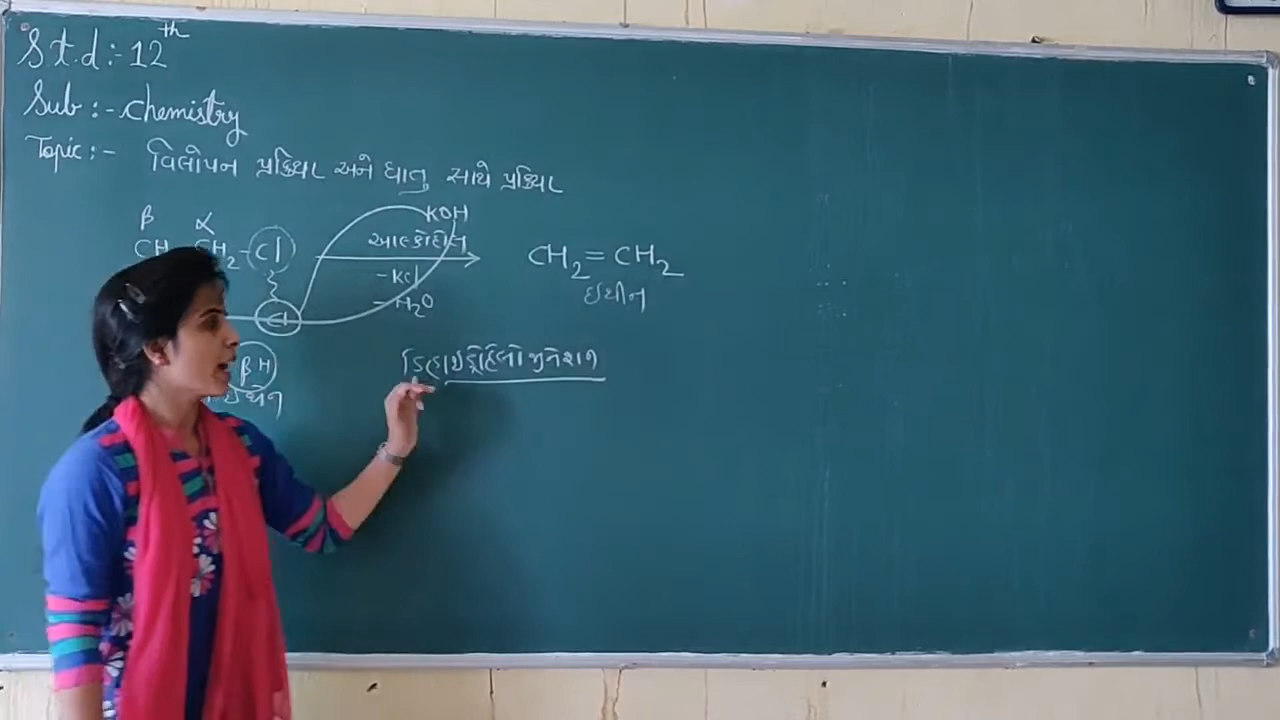 Std:- 12th
Sub:- Chemistry
Topic:- વિલોપન પ્રક્રિયા અને ધાતુ સાથે પ્રક્રિયા
β α
CH CH2-Cl
KOH
આલ્કોહોલ
-KCl
-H2O
CH2=CH2
ઇથીન
βH
ડિહાઇડ્રોહેલોજીનેશન